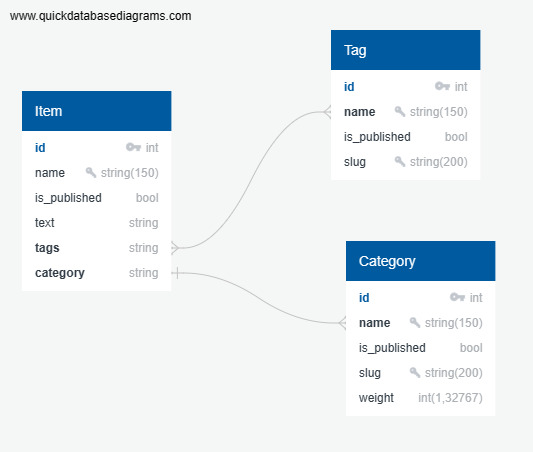 www.quickdatabasediagrams.com
Item
id int
name string(150)
is_published bool
text string
tags string
category string
Tag
id int
name string(150)
is_published bool
slug string(200)
Category
id int
name string(150)
is_published bool
slug string(200)
weight int(1,32767)